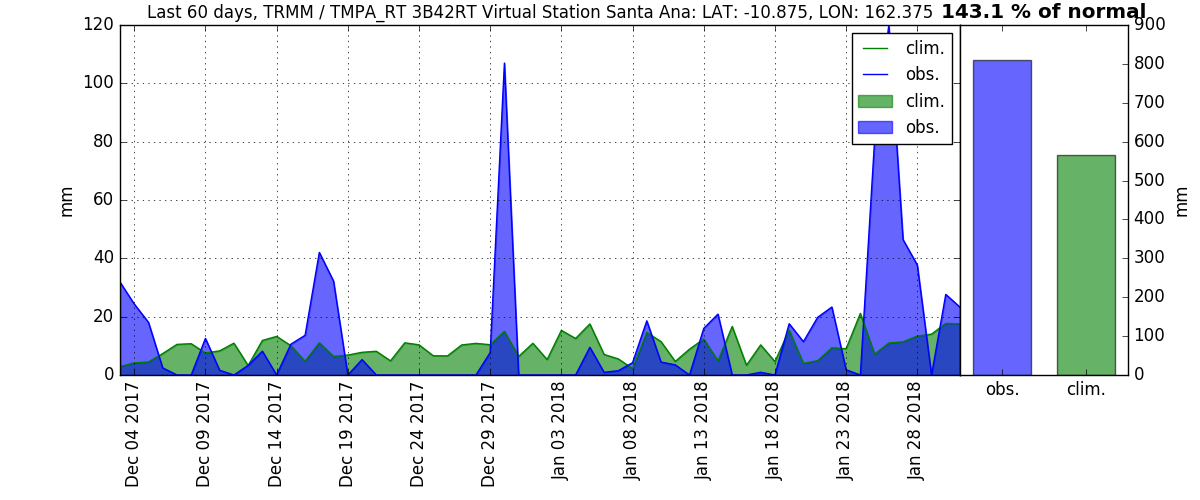 Last 60 days, TRMM / TMPA_RT 3B42RT Virtual Station Santa Ana: LAT: -10.875, LON: 162.375 143.1 % of normal
120
100
80
60
40
20
0
mm
clim.
obs.
clim.
obs.
900
800
700
600
500
400
300
200
100
0
mm
obs.
clim.
Dec 04 2017
Dec 09 2017
Dec 14 2017
Dec 19 2017
Dec 24 2017
Dec 29 2017
Jan 03 2018
Jan 08 2018
Jan 13 2018
Jan 18 2018
Jan 23 2018
Jan 28 2018